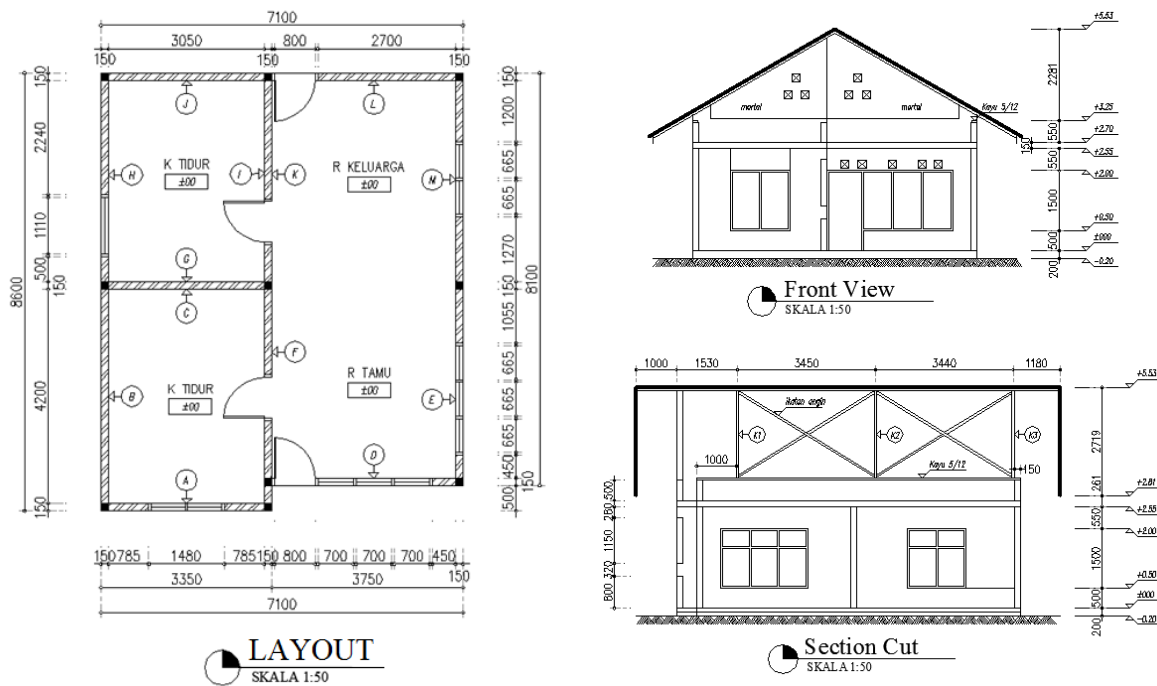 7100
3050 800 2700
150 150 150
J
L
150
2240
1110
500
150
4200
150
8600
K TIDUR
±00
R KELUARGA
±00
H
I
K
M
G
C
F
B
E
K TIDUR
±00
R TAMU
±00
A
D
150
1200
665
665
1270
150
1055
665
665
665
450
150
500
8100
150 785 1480 785 150 800 700 700 700 450
150
3350 3750
7100
LAYOUT
SKALA 1:50
+5.53
2281
mortel mortel
Kayu 5/12
+3.25
550
+2.70
150
+2.55
550
+2.00
1500
+0.50
500
±000
200
-0.20
Front View
SKALA 1:50
1000 1530 3450 3440 1180
+5.53
Ikatan angin
K1
K2
K3
2719
1000
Kayu 5/12
150
261
+2.81
500
280
1150
320
600
+2.55
550
+2.00
1500
+0.50
500
±000
200
-0.20
Section Cut
SKALA 1:50